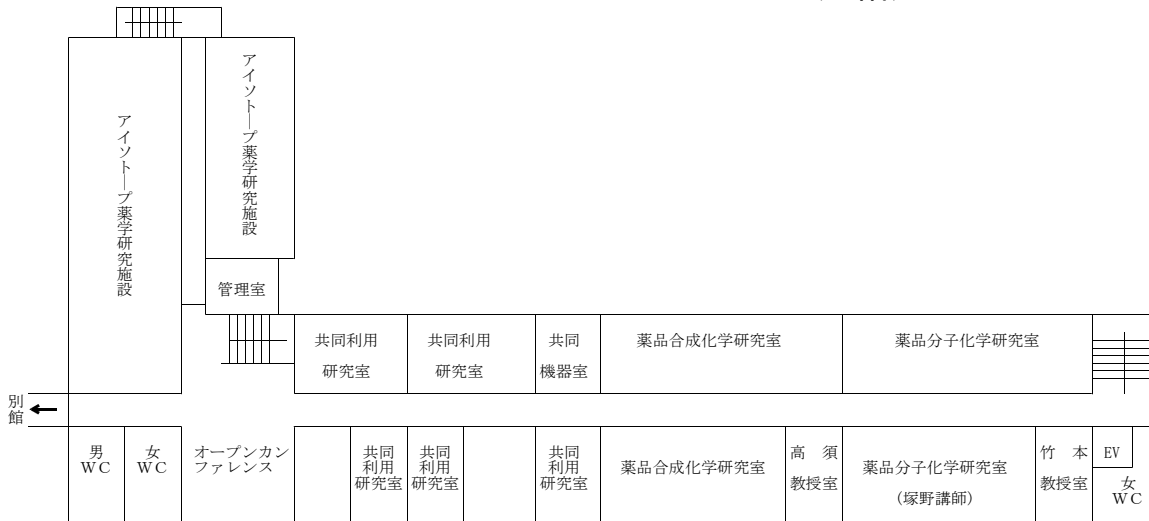 アイソトープ薬学研究施設
アイソトープ薬学研究施設
管理室
共同利用
研究室
共同利用
研究室
共同
機器室
薬品合成化学研究室
薬品分子化学研究室
別館
男
WC
女
WC
オープンカン
ファレンス
共同
利用
研究室
共同
利用
研究室
共同
利用
研究室
薬品合成化学研究室
高須
教授室
薬品分子化学研究室
（塚野講師）
竹本
教授室
EV
女
WC